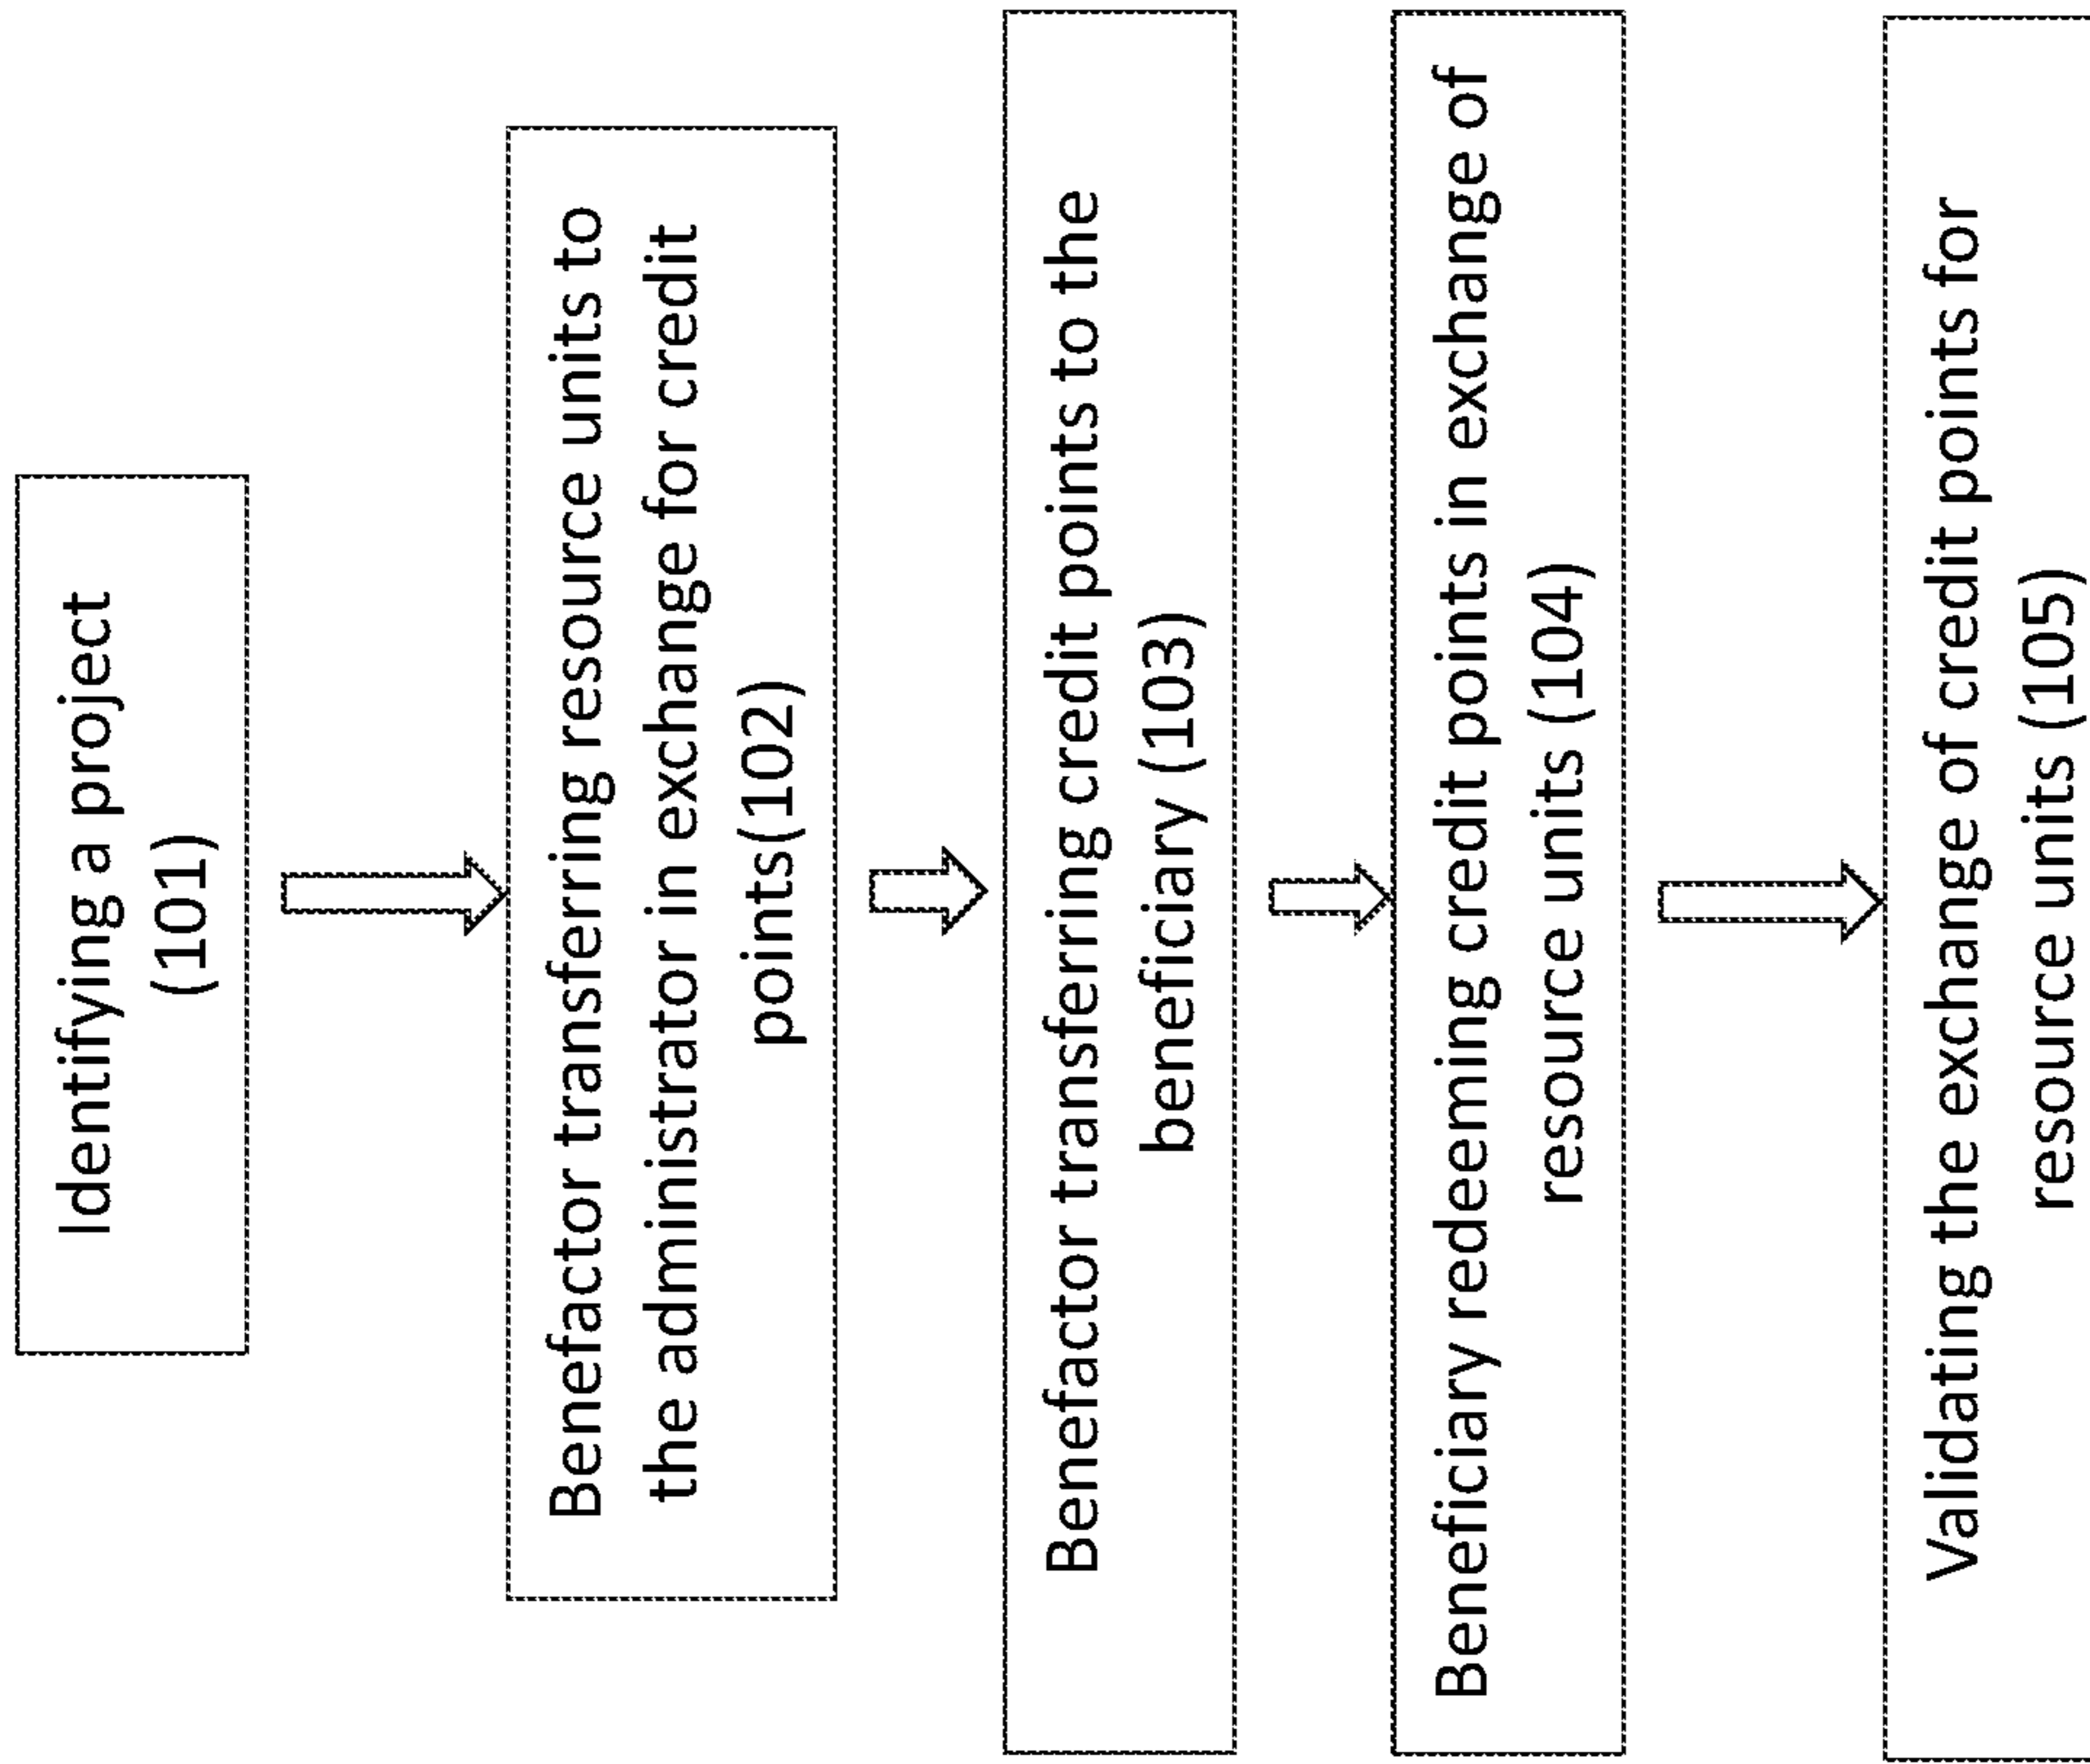 Identifying a project
(101)
Benefactor transferring resource units to
the administrator in exchange for credit
points(102)
Benefactor transferring credit points to the
beneficiary (103)
Beneficiary redeeming credit points in exchange of
resource units (104)
Validating the exchange of credit points for
resource units (105)